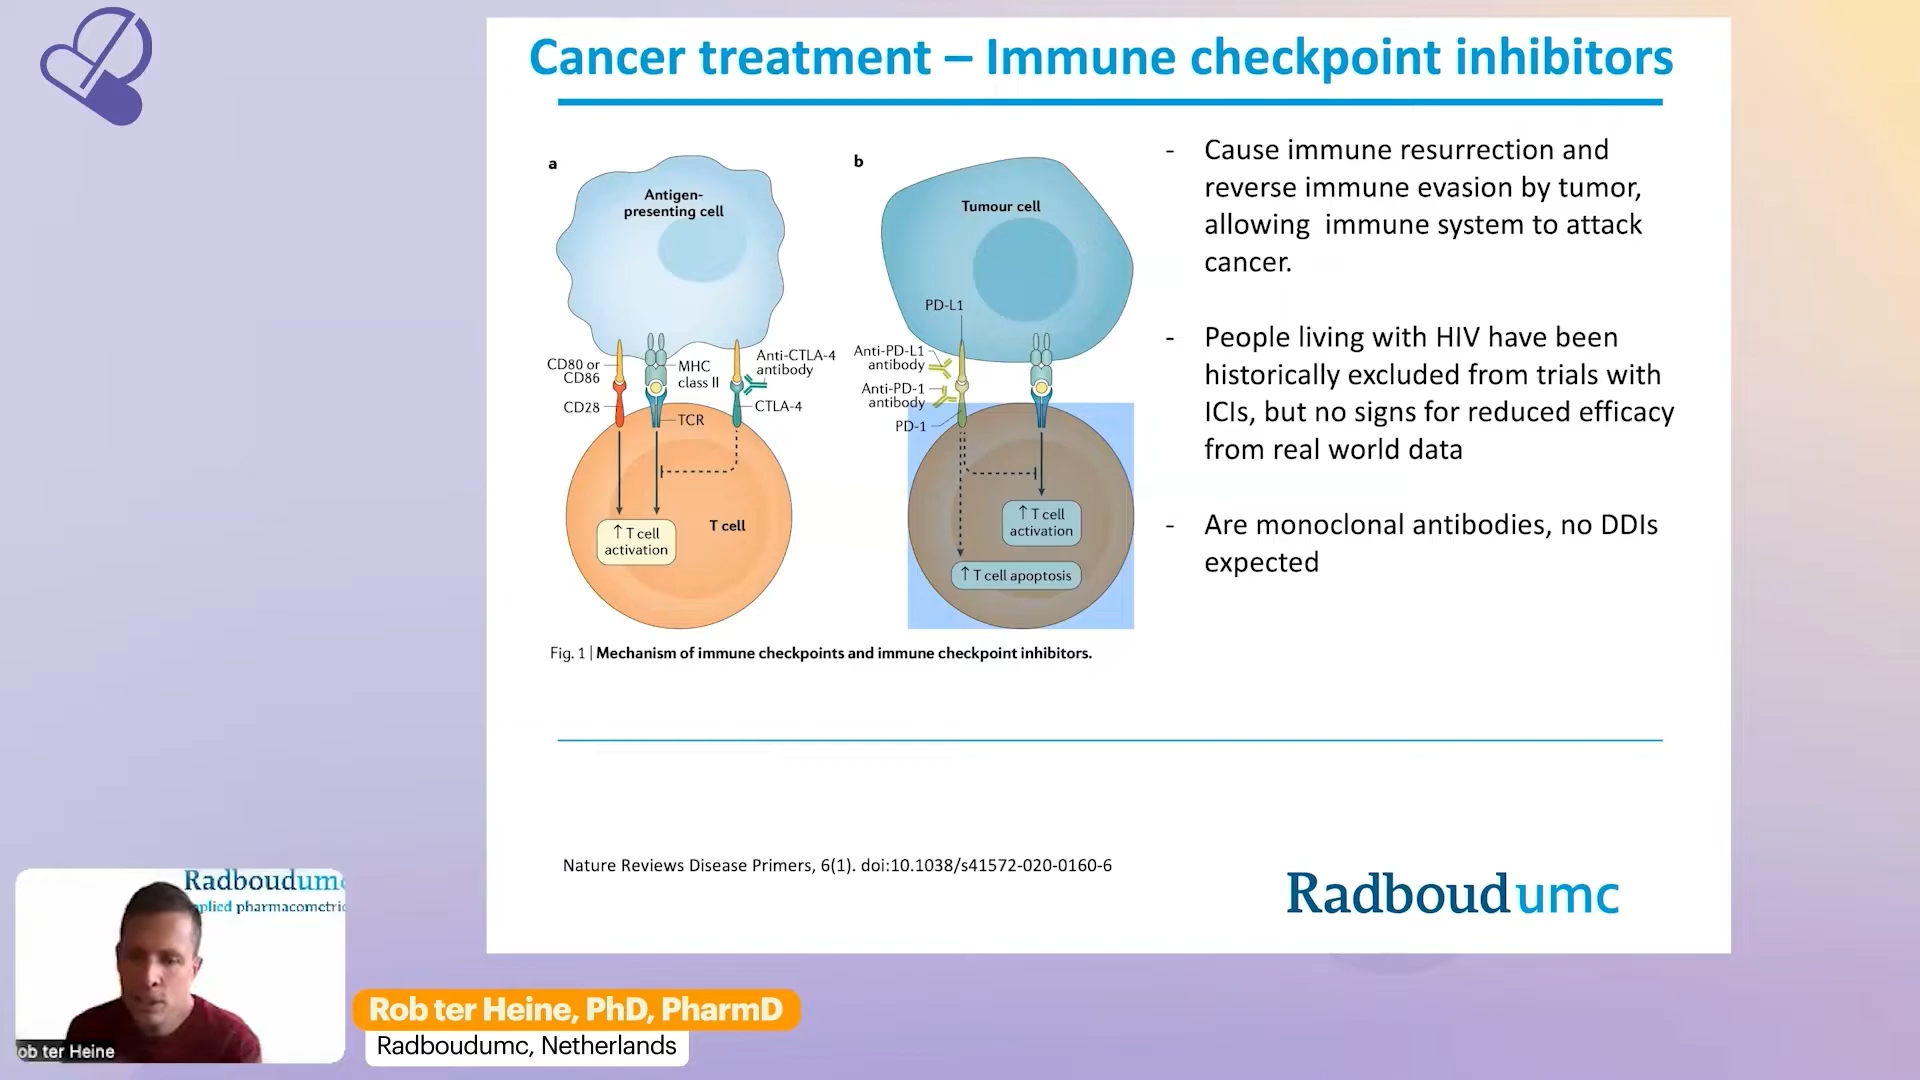 Cancer treatment – Immune checkpoint inhibitors
a
Antigen-
presenting cell
CD80 or
CD86
CD28
MHC
class II
TCR
Anti-CTLA-4
antibody
CTLA-4
↑ T cell
activation
T cell
b
Tumour cell
PD-L1
Anti-PD-L1
antibody
Anti-PD-1
antibody
PD-1
↑ T cell
activation
↑ T cell apoptosis
Fig. 1 | Mechanism of immune checkpoints and immune checkpoint inhibitors.
- Cause immune resurrection and
reverse immune evasion by tumor,
allowing immune system to attack
cancer.
- People living with HIV have been
historically excluded from trials with
ICIs, but no signs for reduced efficacy
from real world data
- Are monoclonal antibodies, no DDIs
expected
Nature Reviews Disease Primers, 6(1). doi:10.1038/s41572-020-0160-6
Radboudumc
Radboudumc
plied pharmacometric
ob ter Heine
Rob ter Heine, PhD, PharmD
Radboudumc, Netherlands